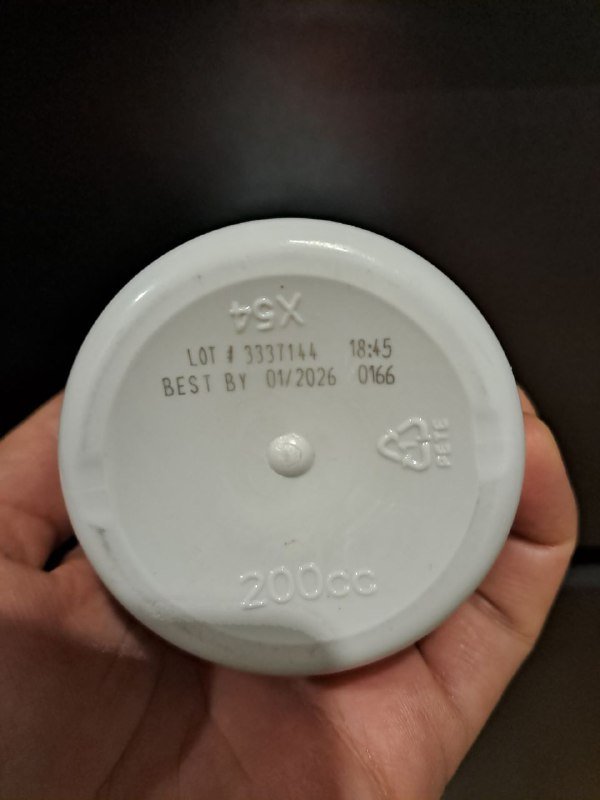 X54
LOT # 3337144 18:45
BEST BY 01/2026 0166
PETE
200cc